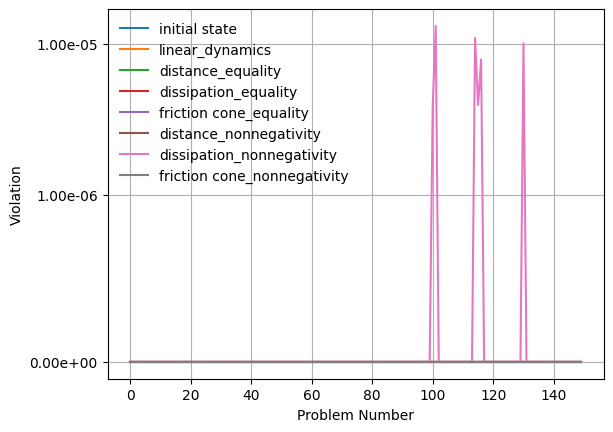 initial state
linear_dynamics
distance_equality
dissipation_equality
friction cone_equality
distance_nonnegativity
dissipation_nonnegativity
friction cone_nonnegativity
1.00e-05
1.00e-06
0.00e+00
Violation
0 20 40 60 80 100 120 140
Problem Number